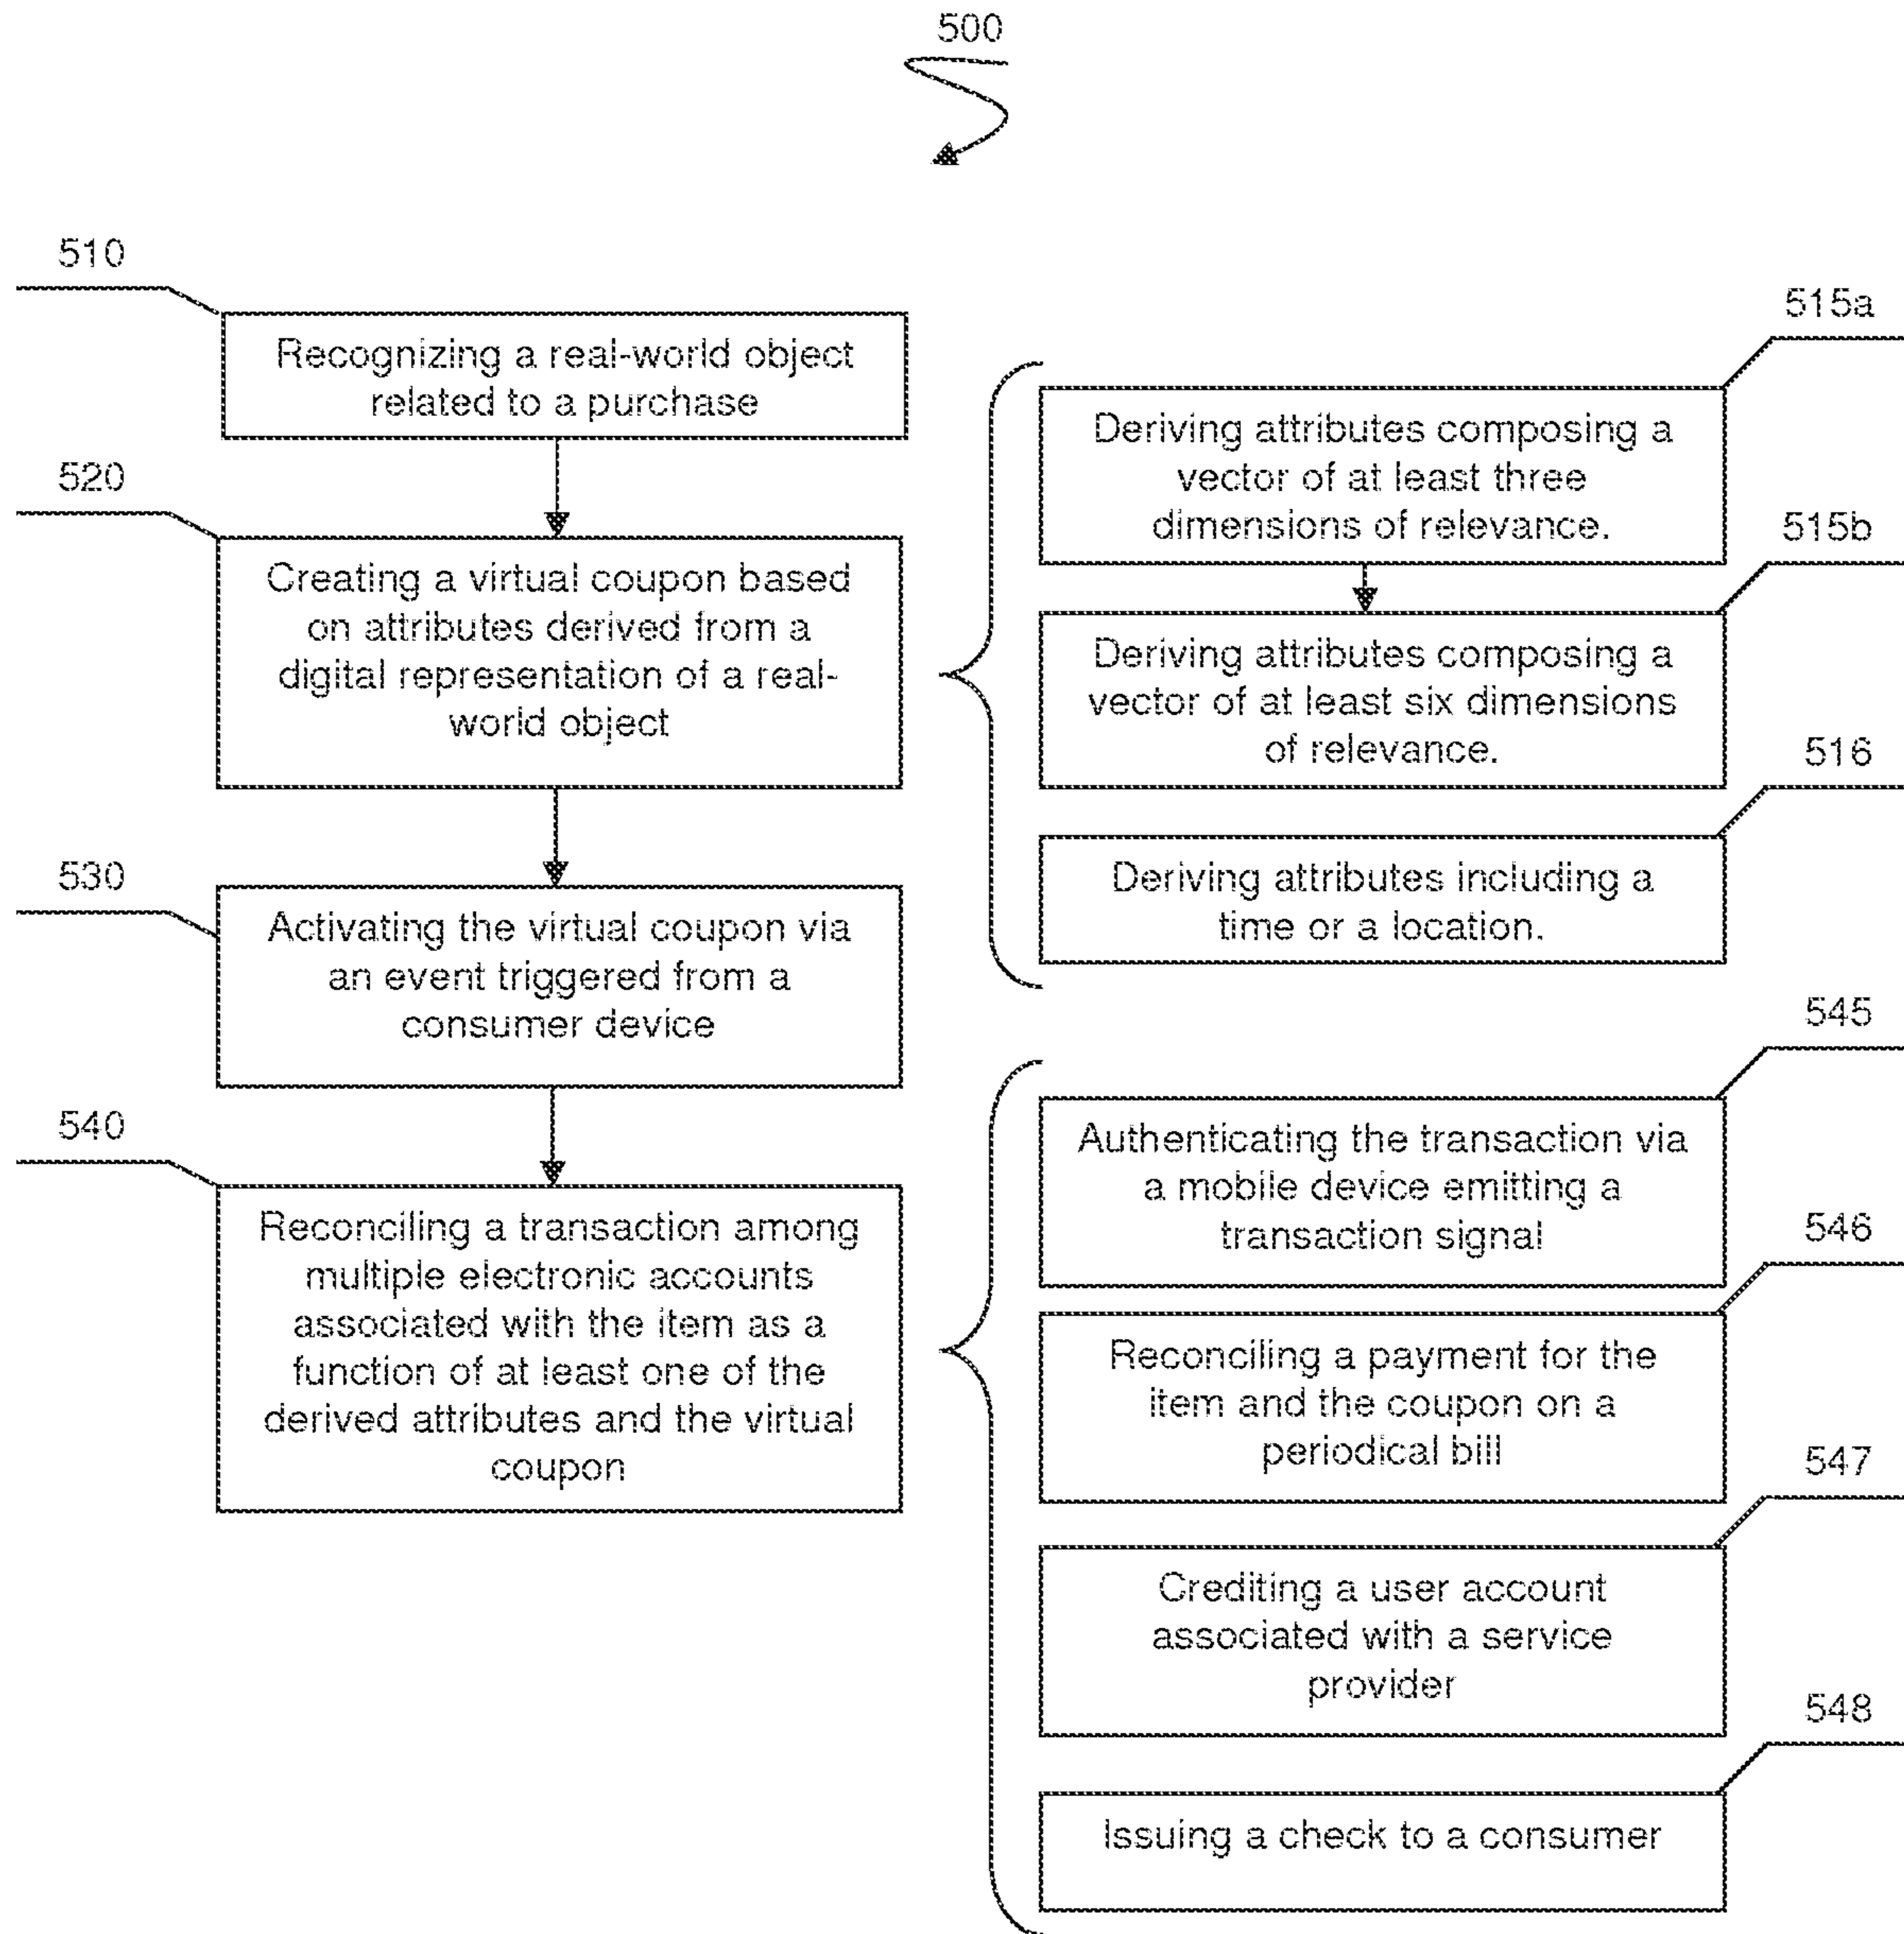 500
510
Recognizing a real-world object
related to a purchase
520
Creating a virtual coupon based
on attributes derived from a
digital representation of a real-
world object
530
Activating the virtual coupon via
an event triggered from a
consumer device
540
Reconciling a transaction among
multiple electronic accounts
associated with the item as a
function of at least one of the
derived attributes and the virtual
coupon
515a
Deriving attributes composing a
vector of at least three
dimensions of relevance.
515b
Deriving attributes composing a
vector of at least six dimensions
of relevance.
516
Deriving attributes including a
time or a location.
545
Authenticating the transaction via
a mobile device emitting a
transaction signal
546
Reconciling a payment for the
item and the coupon on a
periodical bill
547
Crediting a user account
associated with a service
provider
548
Issuing a check to a consumer